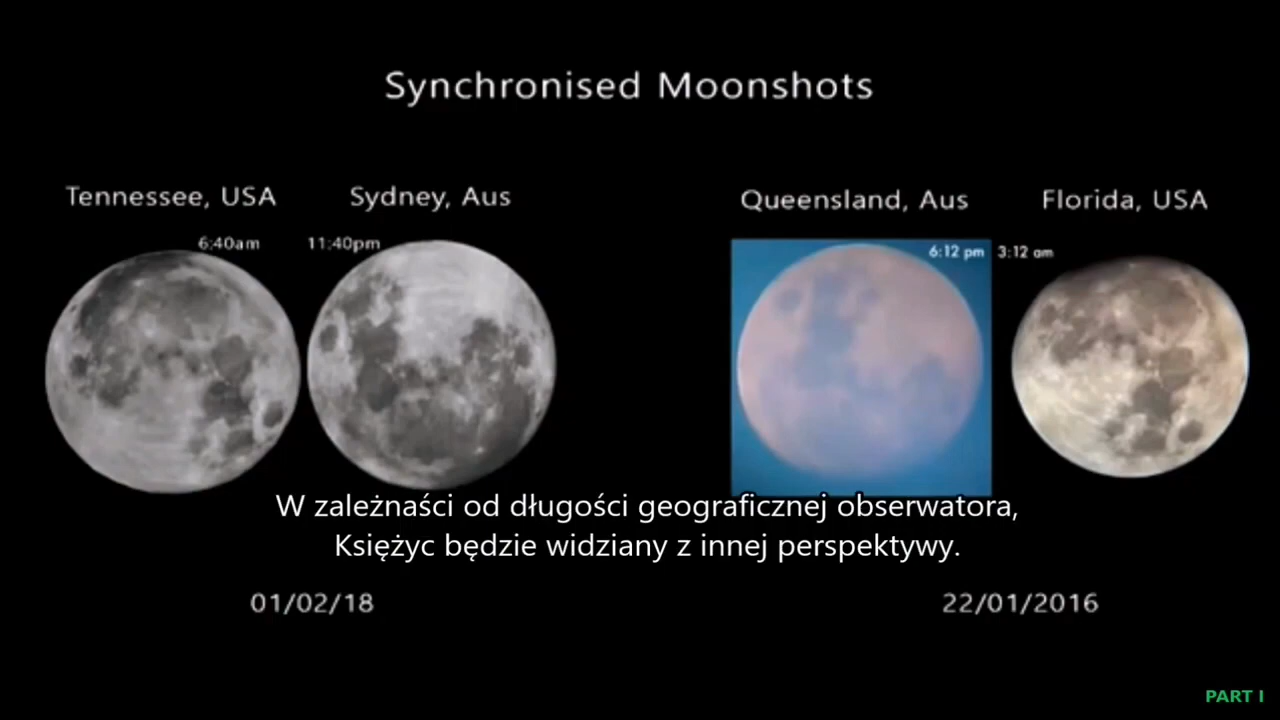 Synchronised Moonshots
Tennessee, USA
Sydney, Aus
Queensland, Aus
Florida, USA
6:40am
11:40pm
6:12 pm
3:12 am
W zależnaści od długości geograficznej obserwatora,
Księżyc będzie widziany z innej perspektywy.
01/02/18
22/01/2016
PART I